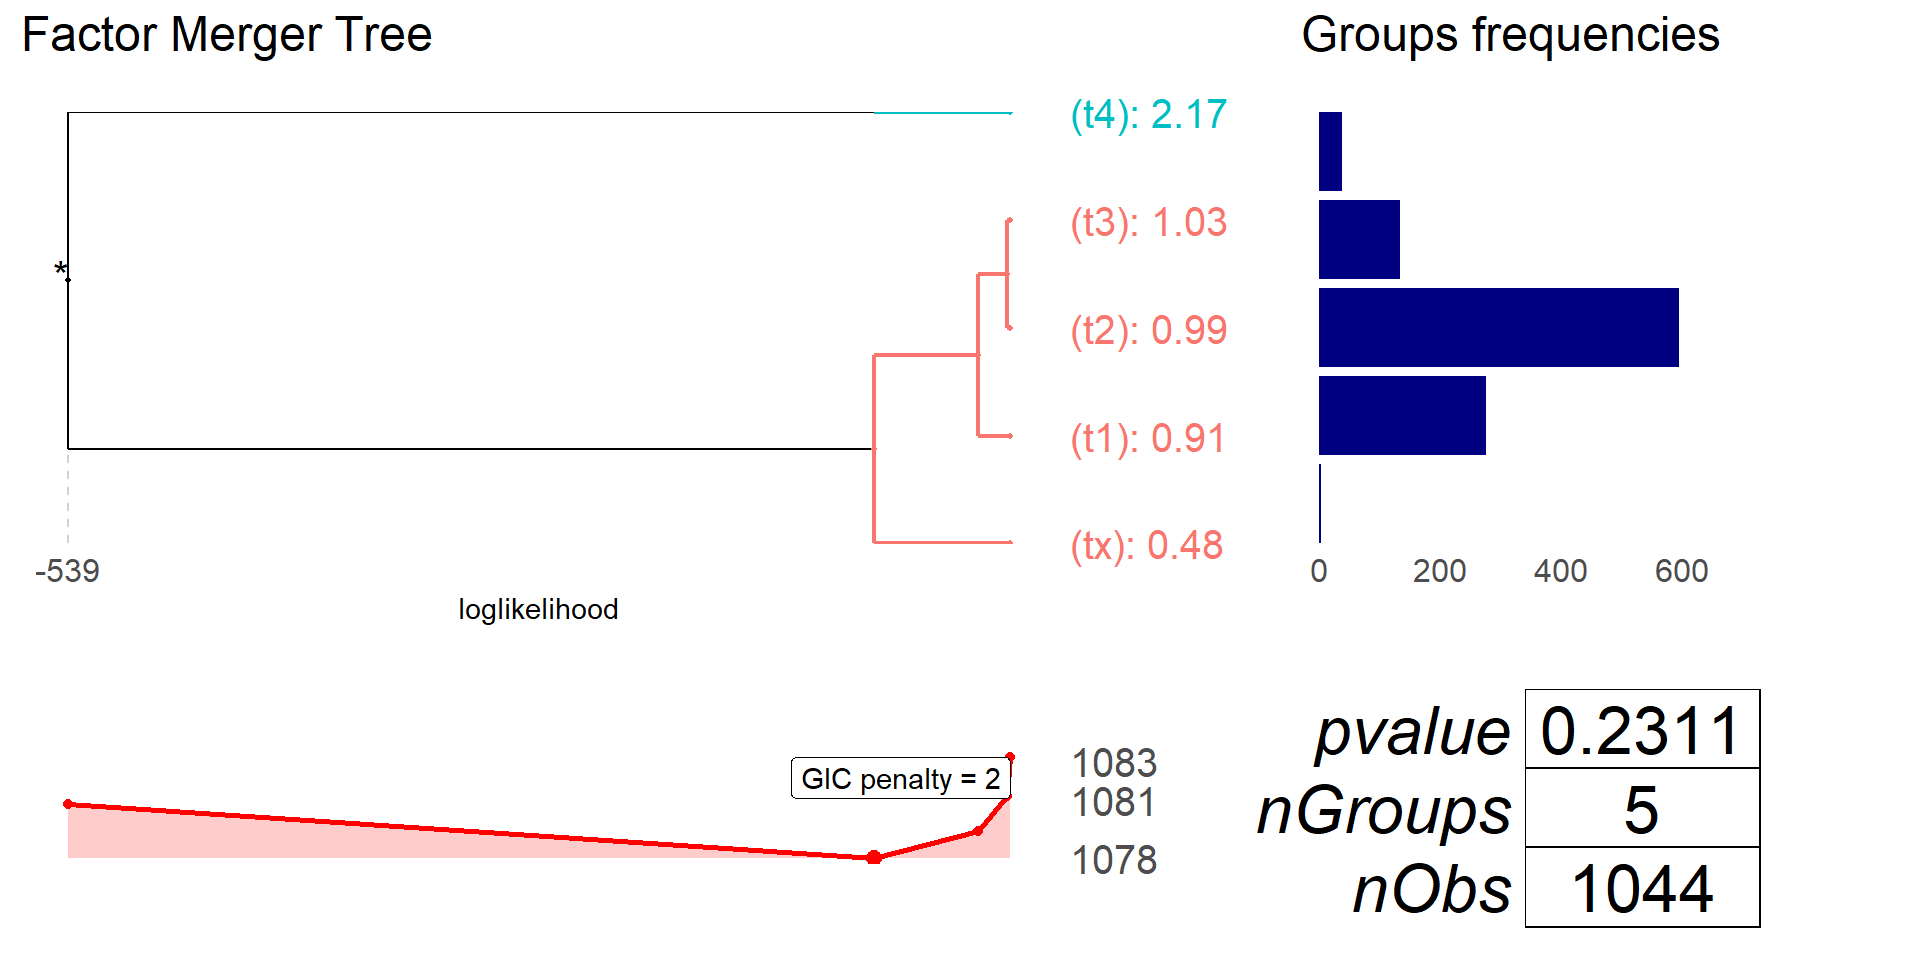 Factor Merger Tree
Groups frequencies
(t4): 2.17
(t3): 1.03
*
(t2): 0.99
(t1): 0.91
(tx): 0.48
-539
0 200 400 600
loglikelihood
GIC penalty = 2
1083
1081
1078
pvalue 0.2311
nGroups 5
nObs 1044